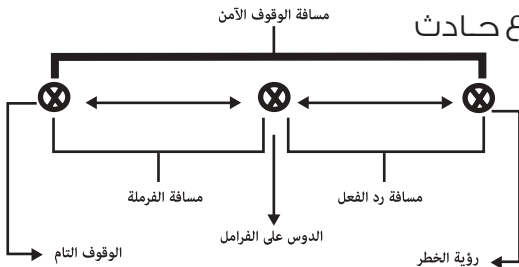 مسافة الوقوف الآمن
ع حادث
مسافة رد الفعل
مسافة الفرملة
الدوس على الفرامل
الوقوف التام
رؤية الخطر